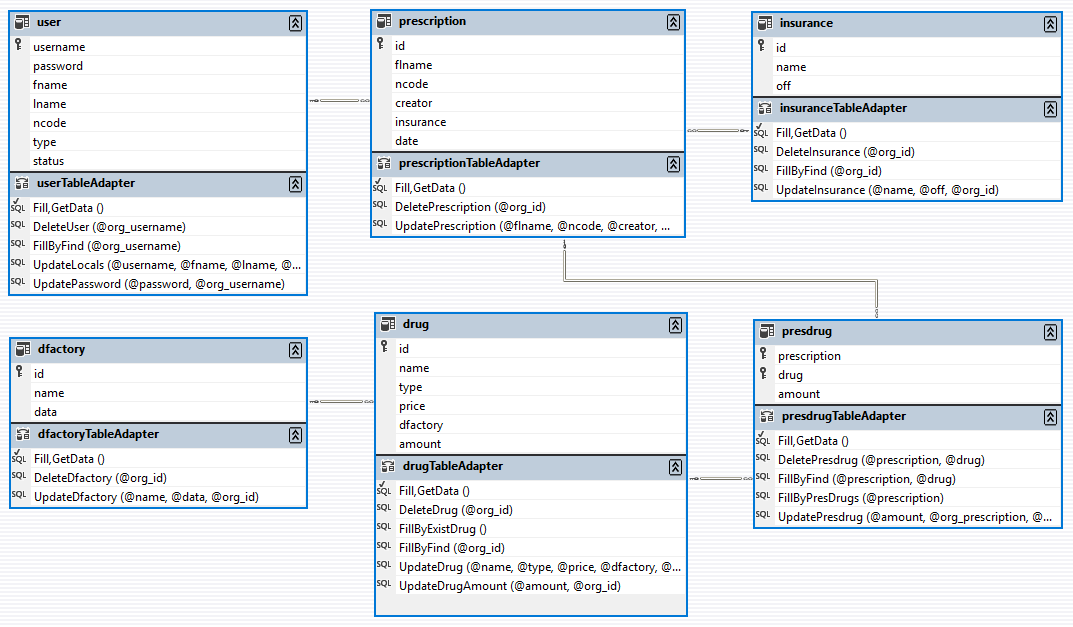 user
username
password
fname
lname
ncode
type
status
userTableAdapter
SQL Fill,GetData ()
SQL DeleteUser (@org_username)
SQL FillByFind (@org_username)
SQL UpdateLocals (@username, @fname, @lname, @...
SQL UpdatePassword (@password, @org_username)
prescription
id
flname
ncode
creator
insurance
date
prescriptionTableAdapter
SQL Fill,GetData ()
SQL DeletePrescription (@org_id)
SQL UpdatePrescription (@flname, @ncode, @creator, ...
insurance
id
name
off
insuranceTableAdapter
SQL Fill,GetData ()
SQL DeleteInsurance (@org_id)
SQL FillByFind (@org_id)
SQL UpdateInsurance (@name, @off, @org_id)
dfactory
id
name
data
dfactoryTableAdapter
SQL Fill,GetData ()
SQL DeleteDfactory (@org_id)
SQL UpdateDfactory (@name, @data, @org_id)
drug
id
name
type
price
dfactory
amount
drugTableAdapter
SQL Fill,GetData ()
SQL DeleteDrug (@org_id)
SQL FillByExistDrug ()
SQL FillByFind (@org_id)
SQL UpdateDrug (@name, @type, @price, @dfactory, @...
SQL UpdateDrugAmount (@amount, @org_id)
presdrug
prescription
drug
amount
presdrugTableAdapter
SQL Fill,GetData ()
SQL DeletePresdrug (@prescription, @drug)
SQL FillByFind (@prescription, @drug)
SQL FillByPresDrugs (@prescription)
SQL UpdatePresdrug (@amount, @org_prescription, @...